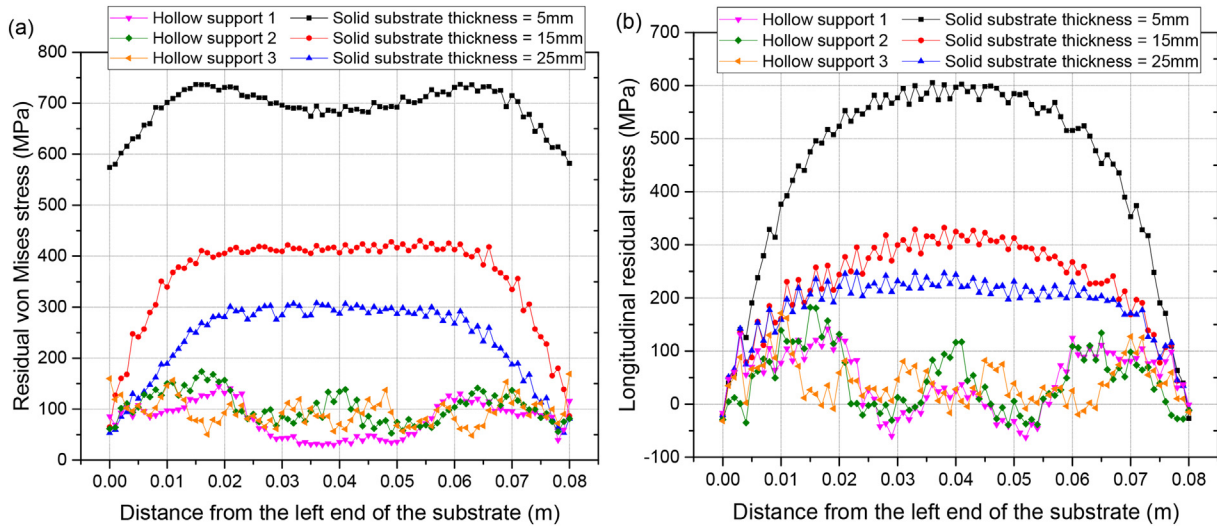 (a)
Hollow support 1
Solid substrate thickness = 5mm
Hollow support 2
Solid substrate thickness = 15mm
Hollow support 3
Solid substrate thickness = 25mm
800
700
600
500
400
300
200
100
0
Residual von Mises stress (MPa)
0.00 0.01 0.02 0.03 0.04 0.05 0.06 0.07 0.08
Distance from the left end of the substrate (m)
(b)
Hollow support 1
Solid substrate thickness = 5mm
Hollow support 2
Solid substrate thickness = 15mm
Hollow support 3
Solid substrate thickness = 25mm
700
600
500
400
300
200
100
0
-100
Longitudinal residual stress (MPa)
0.00 0.01 0.02 0.03 0.04 0.05 0.06 0.07 0.08
Distance from the left end of the substrate (m)